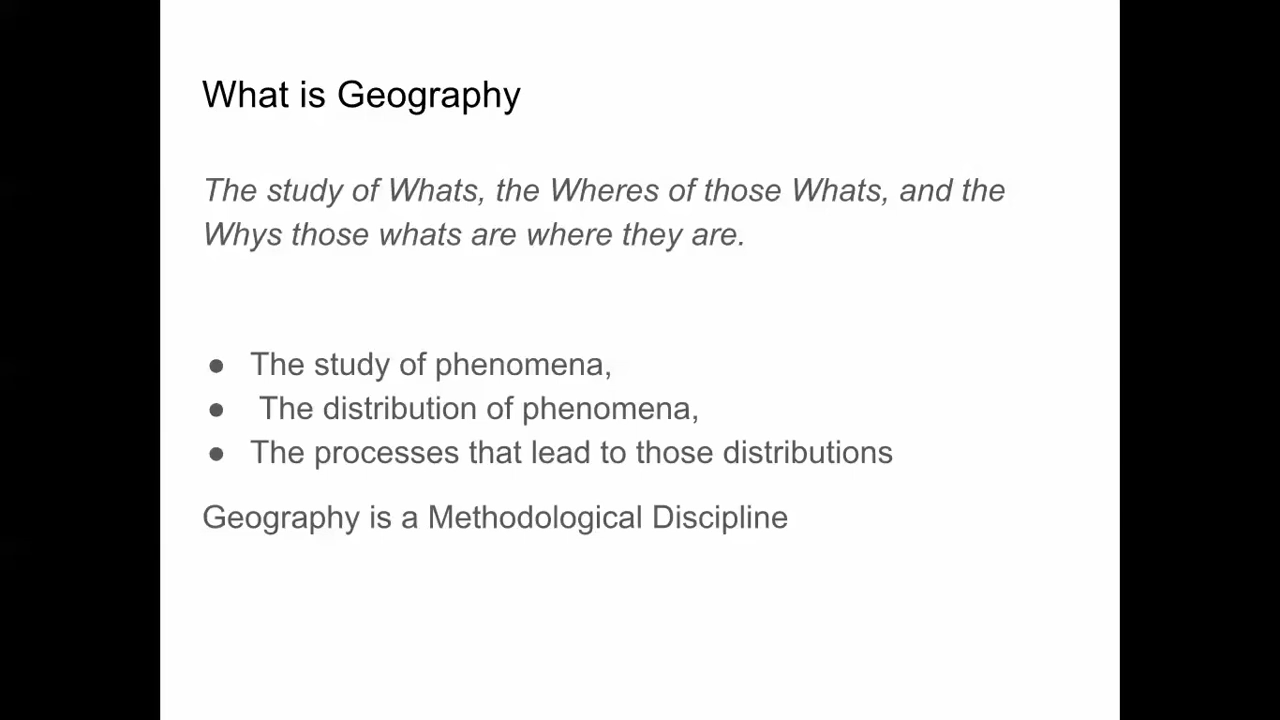 What is Geography
The study of Whats, the Wheres of those Whats, and the
Whys those whats are where they are.
● The study of phenomena,
● The distribution of phenomena,
● The processes that lead to those distributions
Geography is a Methodological Discipline